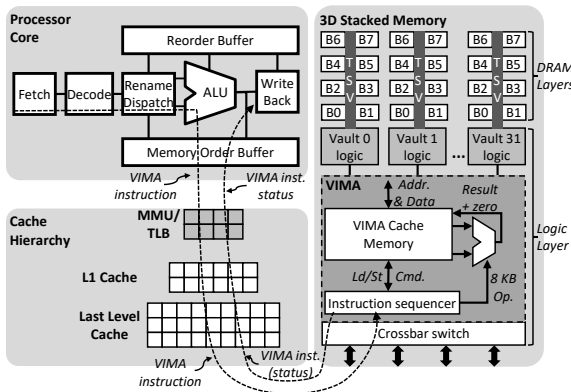 Processor
Core
Reorder Buffer
Fetch
Decode
Rename
Dispatch
ALU
Write
Back
Memory Order Buffer
VIMA
instruction
VIMA inst.
status
Cache
Hierarchy
MMU/
TLB
L1 Cache
Last Level
Cache
VIMA
instruction
VIMA inst.
(status)
3D Stacked Memory
B6 B7 B6 B7 B6 B7
B4 T B5 B4 T B5 B4 T B5
S S S
B2 B3 B2 B3 B2 B3
V V V
B0 B1 B0 B1 B0 B1
DRAM
Layers
Vault 0
logic
Vault 1
logic
...
Vault 31
logic
VIMA
Addr.
& Data
Result
+ zero
VIMA Cache
Memory
Logic
Layer
Ld/St Cmd.
8 KB
Op.
Instruction sequencer
Crossbar switch